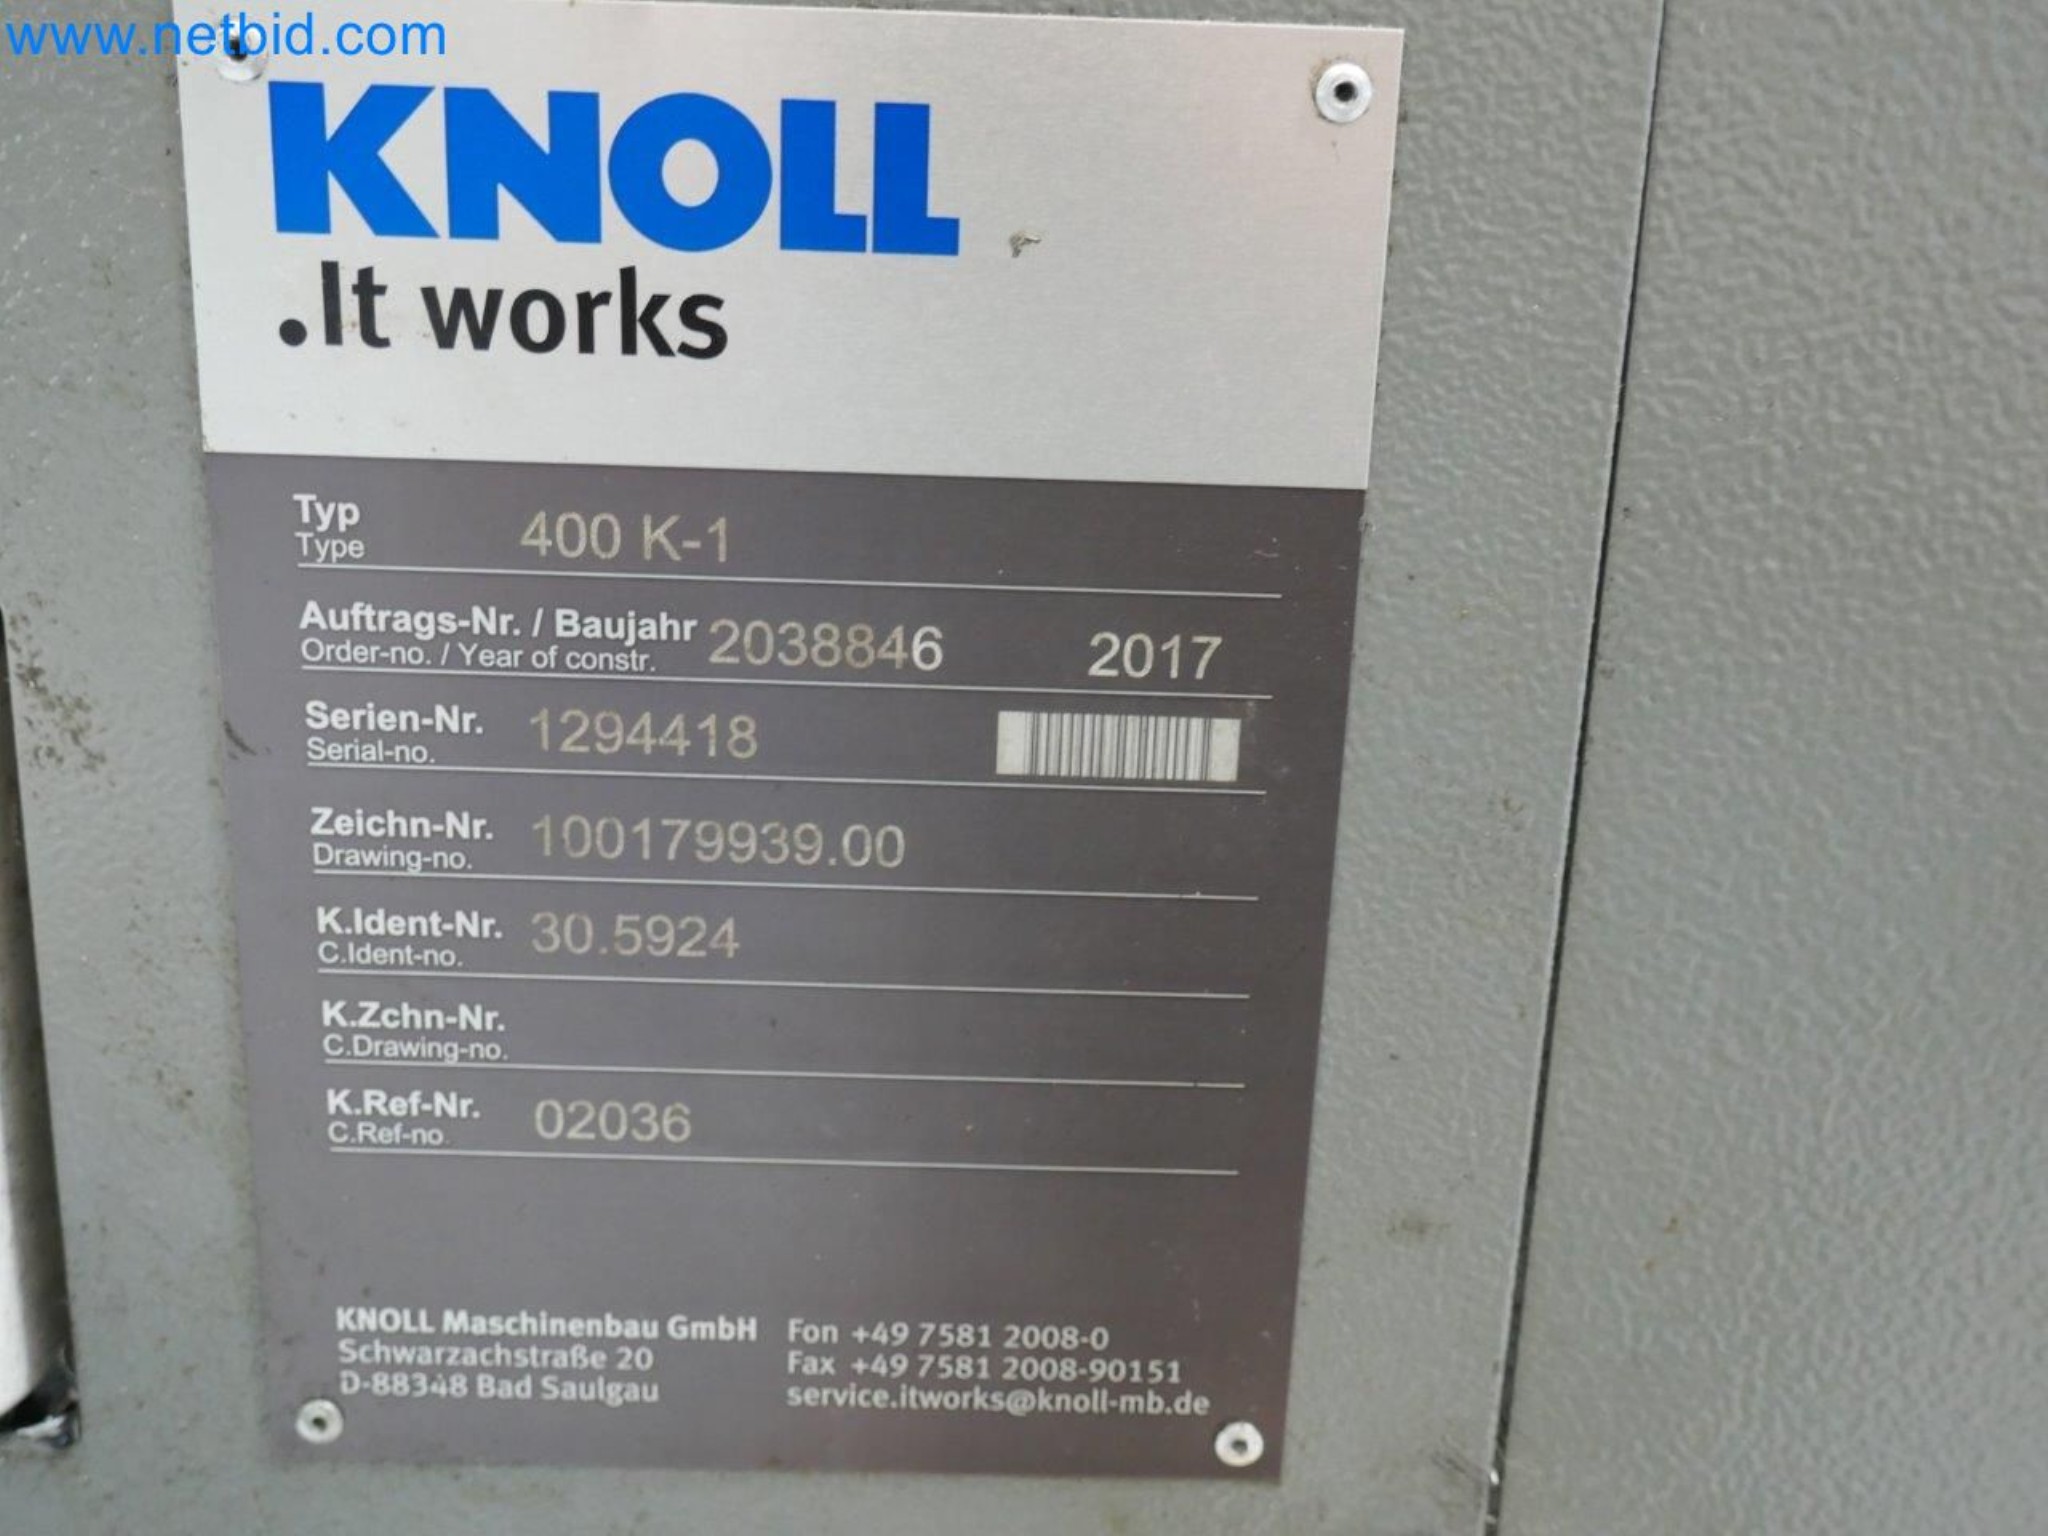 www.netbid.com
KNOLL
.It works
Typ 400 K-1
Type
Auftrags-Nr. / Baujahr 2038846 2017
Order-no. / Year of constr.
Serien-Nr. 1294418
Serial-no.
Zeichn-Nr. 100179939.00
Drawing-no.
K.Ident-Nr. 30.5924
C.Ident-no.
K.Zchn-Nr.
C.Drawing-no.
K.Ref-Nr. 02036
C.Ref-no.
KNOLL Maschinenbau GmbH Fon +49 7581 2008-0
Schwarzachstraße 20 Fax +49 7581 2008-90151
D-88348 Bad Saulgau service.itworks@knoll-mb.de